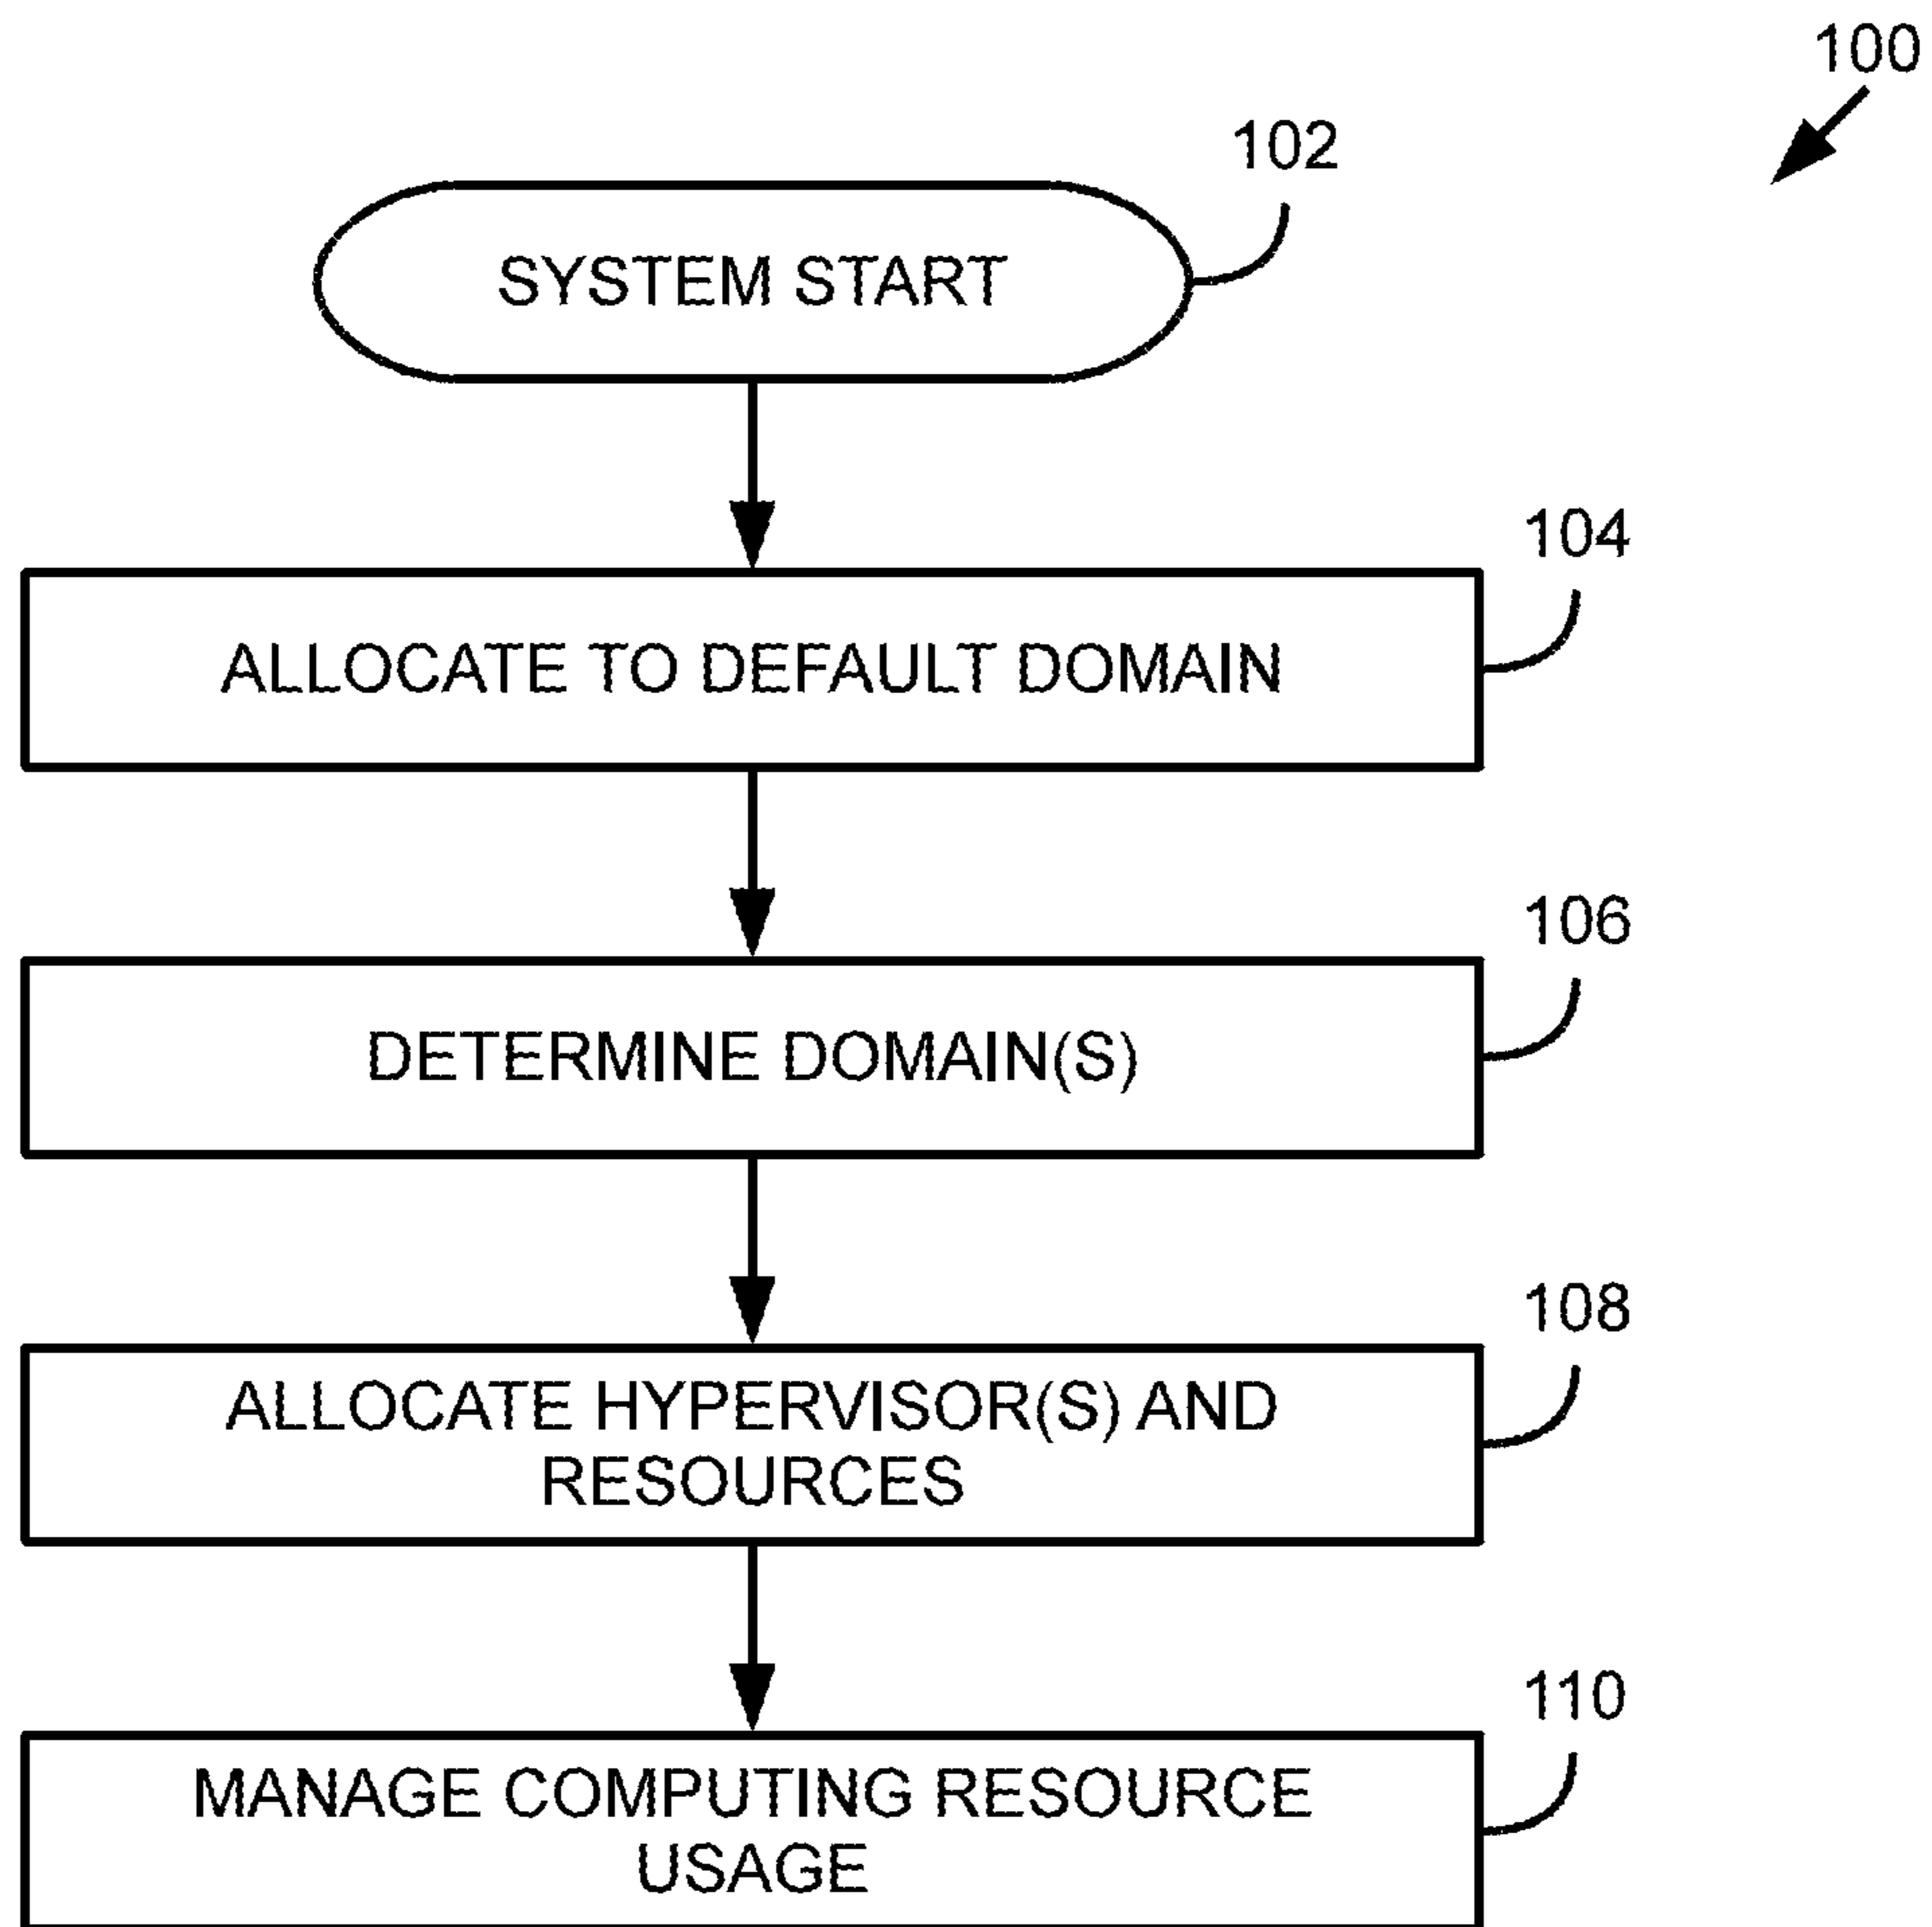 100
102
SYSTEM START
104
ALLOCATE TO DEFAULT DOMAIN
106
DETERMINE DOMAIN(S)
108
ALLOCATE HYPERVISOR(S) AND
RESOURCES
110
MANAGE COMPUTING RESOURCE
USAGE